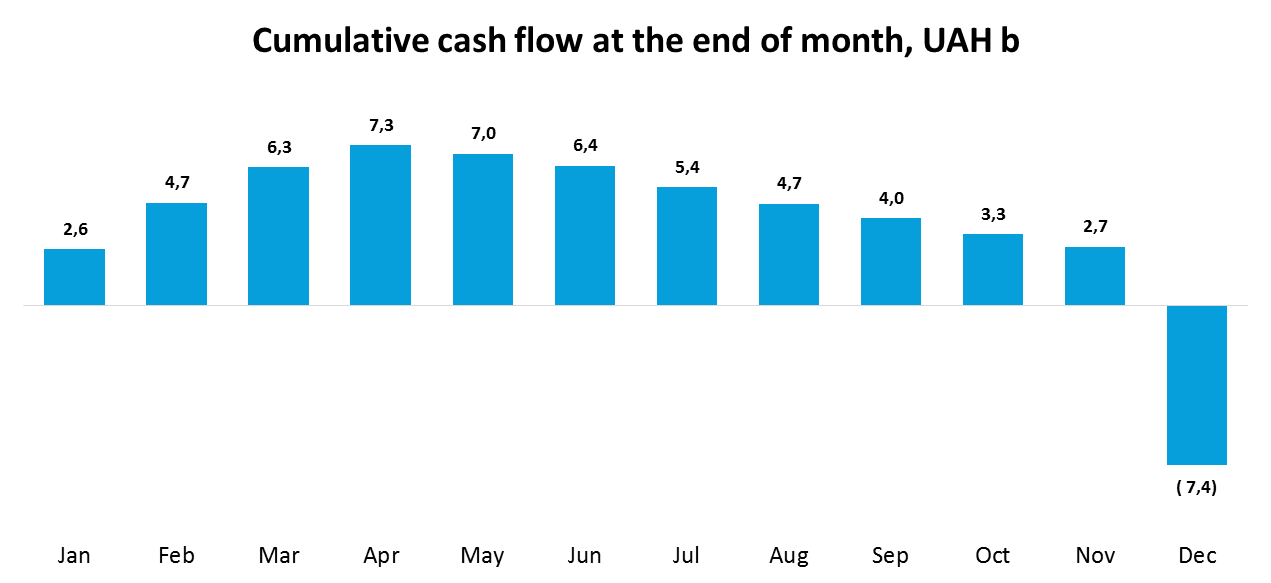 Cumulative cash flow at the end of month, UAH b
2,6 4,7 6,3 7,3 7,0 6,4 5,4 4,7 4,0 3,3 2,7
( 7,4)
Jan Feb Mar Apr May Jun Jul Aug Sep Oct Nov Dec